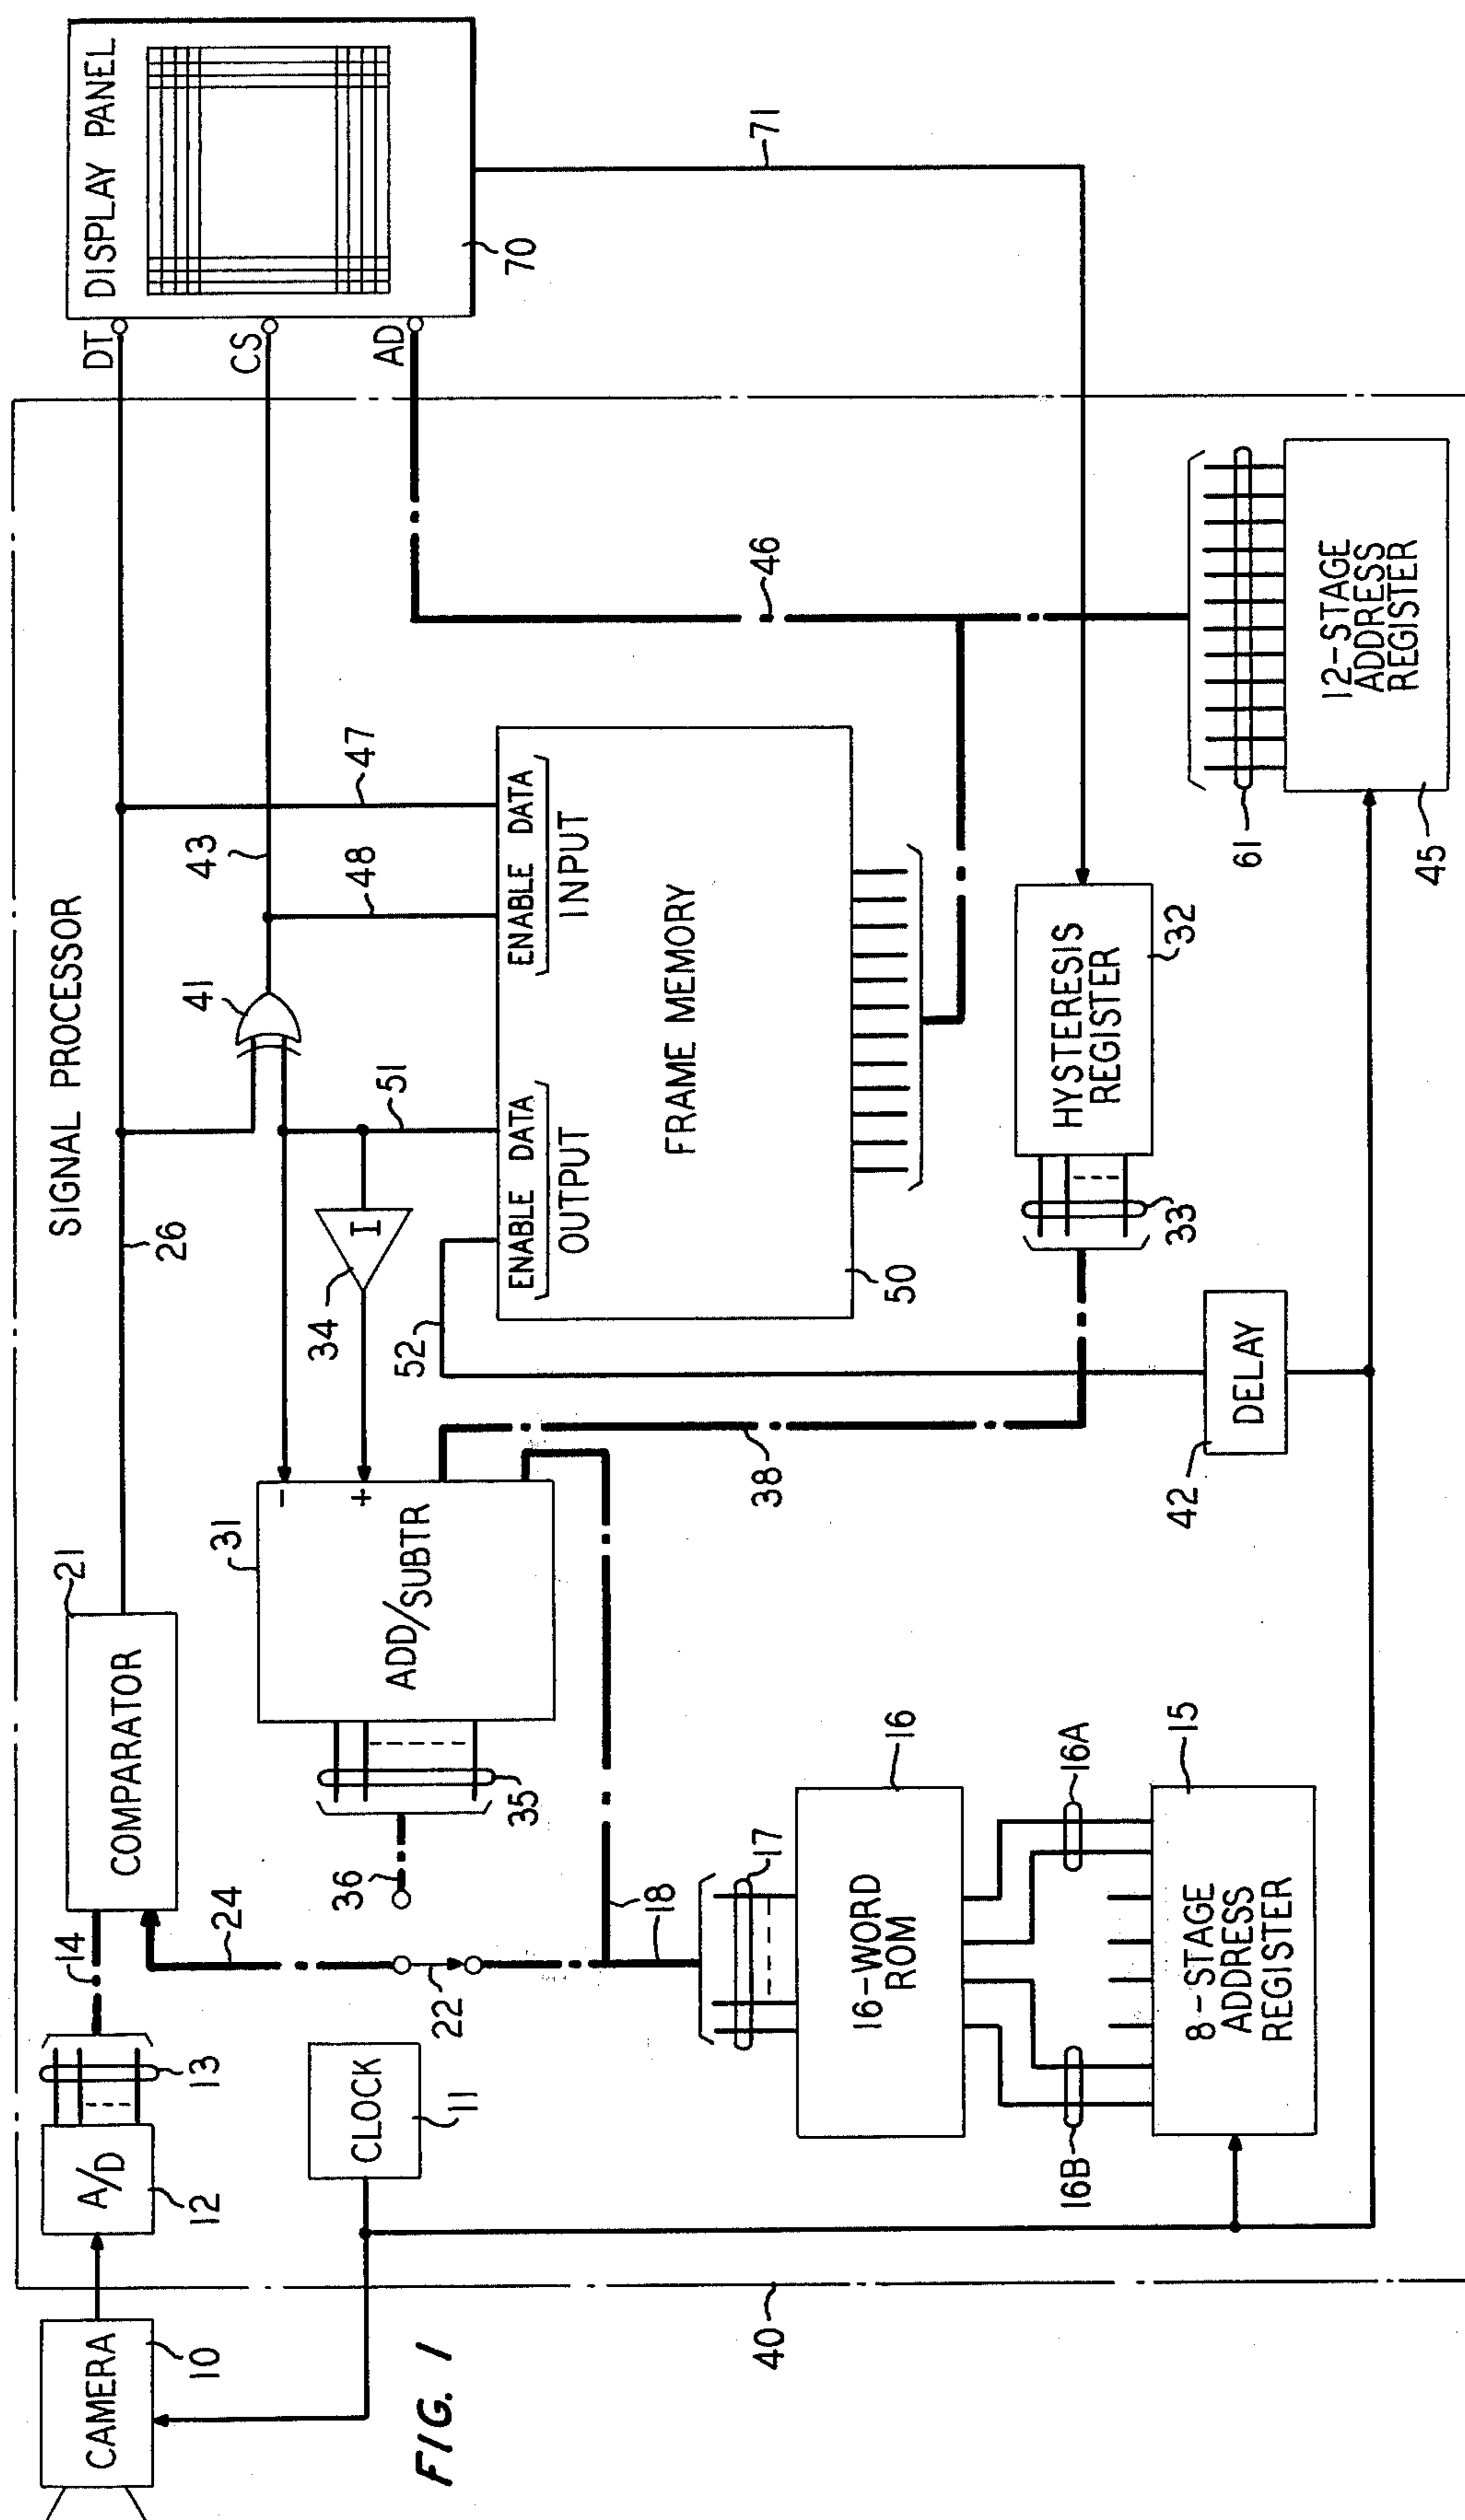 SIGNAL PROCESSOR
CAMERA
10
A/D
12
13
14
COMPARATOR
21
26
DT
DISPLAY PANEL
CS
AD
70
71
24
22
36
35
ADD/SUBTR
31
-
+
I
34
41
43
47
48
51
52
ENABLE DATA
OUTPUT
ENABLE DATA
INPUT
FRAME MEMORY
50
46
CLOCK
11
18
17
16-WORD
ROM
16
16B
16A
8-STAGE
ADDRESS
REGISTER
15
38
33
HYSTERESIS
REGISTER
32
42
DELAY
61
12-STAGE
ADDRESS
REGISTER
45
40
FIG. 1